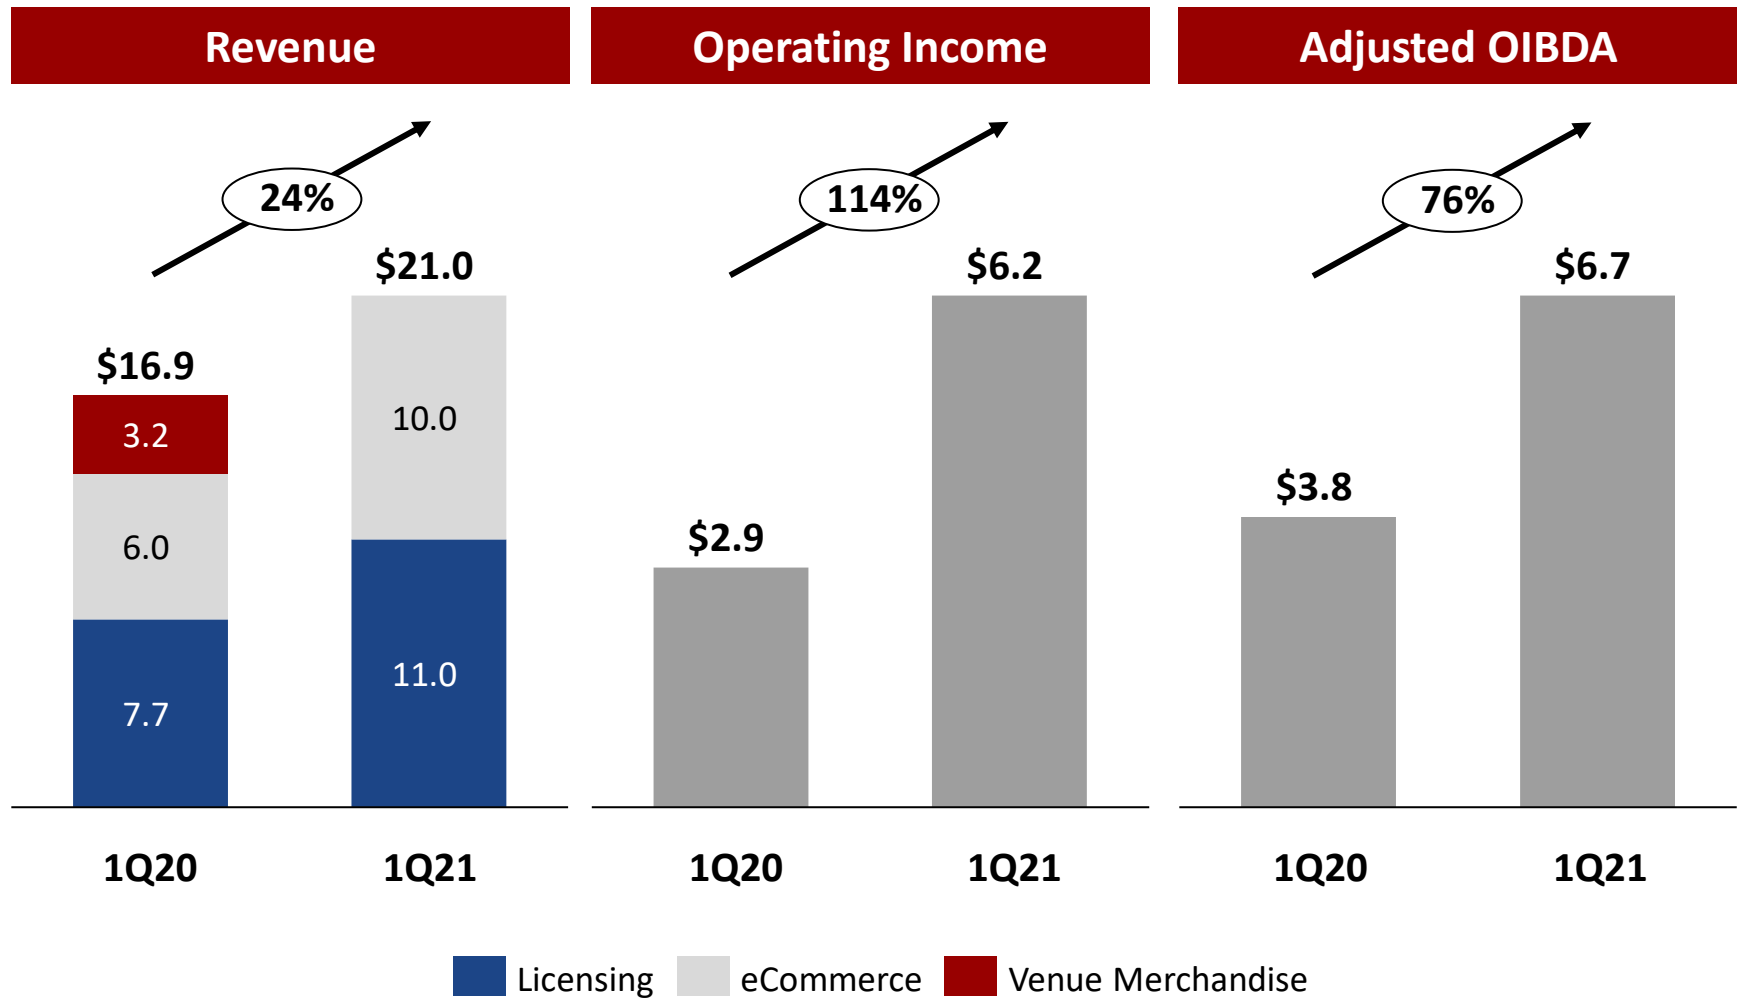 Revenue
24%
$21.0
$16.9
3.2
10.0
6.0
11.0
7.7
1Q20 1Q21
Operating Income
114%
$6.2
$2.9
1Q20 1Q21
Adjusted OIBDA
76%
$6.7
$3.8
1Q20 1Q21
Licensing eCommerce Venue Merchandise